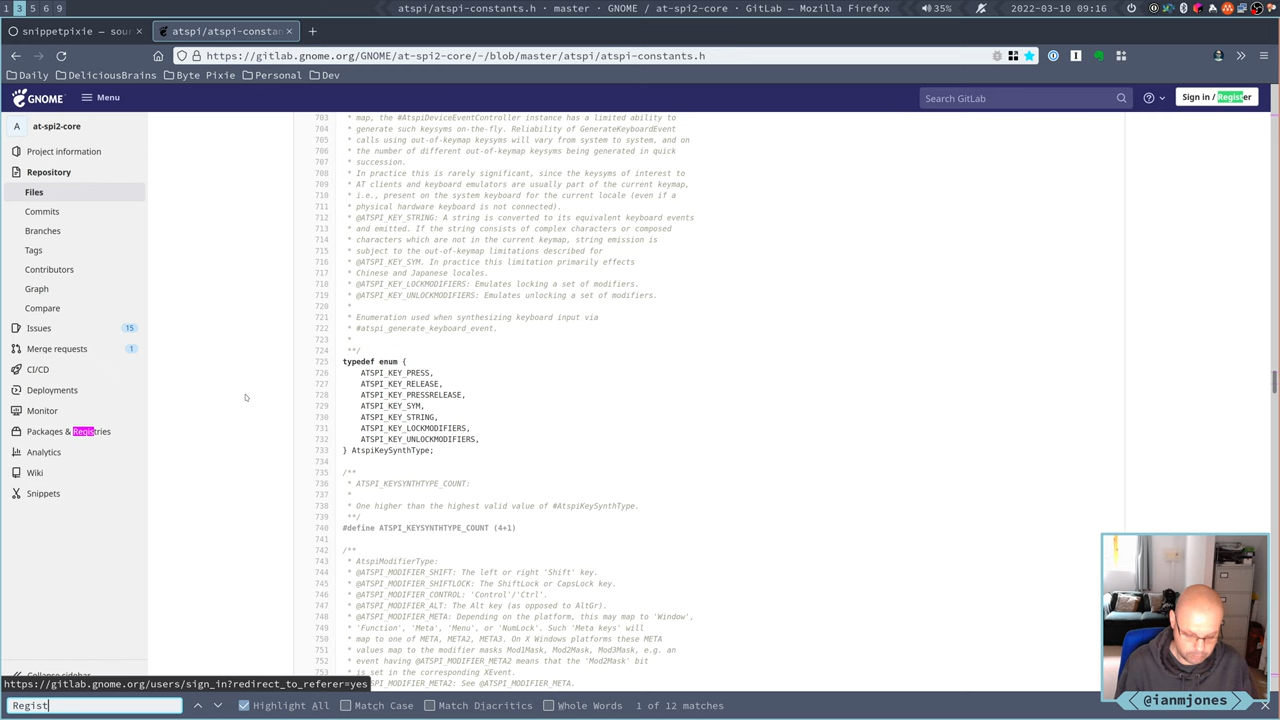 1 3 5 6 9
atspi/atspi-constants.h · master · GNOME / at-spi2-core · GitLab — Mozilla Firefox
35%
2022-03-10 09:16
snippetpixie — sour
atspi/atspi-constan
https://gitlab.gnome.org/GNOME/at-spi2-core/-/blob/master/atspi/atspi-constants.h
Daily
DeliciousBrains
Byte Pixie
Personal
Dev
GNOME
Menu
Search GitLab
Sign in / Register
A at-spi2-core
Project information
Repository
Files
Commits
Branches
Tags
Contributors
Graph
Compare
Issues 15
Merge requests 1
CI/CD
Deployments
Monitor
Packages & Registries
Analytics
Wiki
Snippets
Collapse sidebar
703 * map, the #AtspiDeviceEventController instance has a limited ability to
704 * generate such keysyms on-the-fly. Reliability of GenerateKeyboardEvent
705 * calls using out-of-keymap keysyms will vary from system to system, and on
706 * the number of different out-of-keymap keysyms being generated in quick
707 * succession.
708 * In practice this is rarely significant, since the keysyms of interest to
709 * AT clients and keyboard emulators are usually part of the current keymap,
710 * i.e., present on the system keyboard for the current locale (even if a
711 * physical hardware keyboard is not connected).
712 * @ATSPI_KEY_STRING: A string is converted to its equivalent keyboard events
713 * and emitted. If the string consists of complex characters or composed
714 * characters which are not in the current keymap, string emission is
715 * subject to the out-of-keymap limitations described for
716 * @ATSPI_KEY_SYM. In practice this limitation primarily effects
717 * Chinese and Japanese locales.
718 * @ATSPI_KEY_LOCKMODIFIERS: Emulates locking a set of modifiers.
719 * @ATSPI_KEY_UNLOCKMODIFIERS: Emulates unlocking a set of modifiers.
720 *
721 * Enumeration used when synthesizing keyboard input via
722 * #atspi_generate_keyboard_event.
723 *
724 **/
725 typedef enum {
726 ATSPI_KEY_PRESS,
727 ATSPI_KEY_RELEASE,
728 ATSPI_KEY_PRESSRELEASE,
729 ATSPI_KEY_SYM,
730 ATSPI_KEY_STRING,
731 ATSPI_KEY_LOCKMODIFIERS,
732 ATSPI_KEY_UNLOCKMODIFIERS,
733 } AtspiKeySynthType;
734
735 /**
736 * ATSPI_KEYSYNTHTYPE_COUNT:
737 *
738 * One higher than the highest valid value of #AtspiKeySynthType.
739 **/
740 #define ATSPI_KEYSYNTHTYPE_COUNT (4+1)
741
742 /**
743 * AtspiModifierType:
744 * @ATSPI_MODIFIER_SHIFT: The left or right 'Shift' key.
745 * @ATSPI_MODIFIER_SHIFTLOCK: The ShiftLock or CapsLock key.
746 * @ATSPI_MODIFIER_CONTROL: 'Control'/'Ctrl'.
747 * @ATSPI_MODIFIER_ALT: The Alt key (as opposed to AltGr).
748 * @ATSPI_MODIFIER_META: Depending on the platform, this may map to 'Window',
749 * 'Function', 'Meta', 'Menu', or 'NumLock'. Such 'Meta keys' will
750 * map to one of META, META2, META3. On X Windows platforms these META
751 * values map to the modifier masks Mod1Mask, Mod2Mask, Mod3Mask, e.g. an
752 * event having @ATSPI_MODIFIER_META2 means that the 'Mod2Mask' bit
753 * is set in the corresponding XEvent.
_MODIFIER_META2: See @ATSPI_MODIFIER_META.
https://gitlab.gnome.org/users/sign_in?redirect_to_referer=yes
Regist
Highlight All
Match Case
Match Diacritics
Whole Words
1 of 12 matches
</> @ianmjones